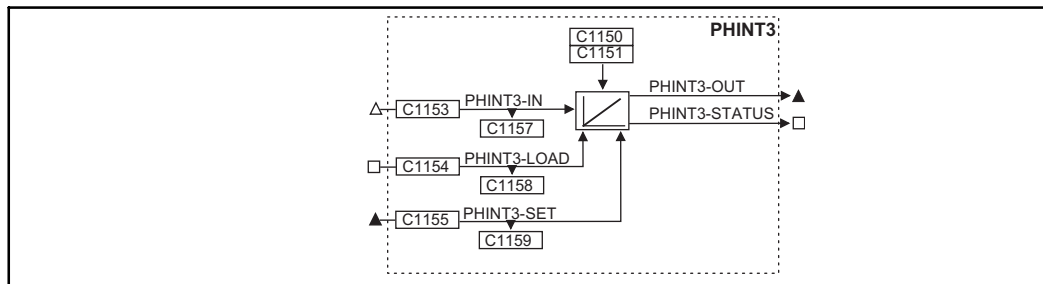 PHINT3
C1150
C1151
PHINT3-OUT
PHINT3-IN
C1153
PHINT3-STATUS
C1157
PHINT3-LOAD
C1154
C1158
PHINT3-SET
C1155
C1159